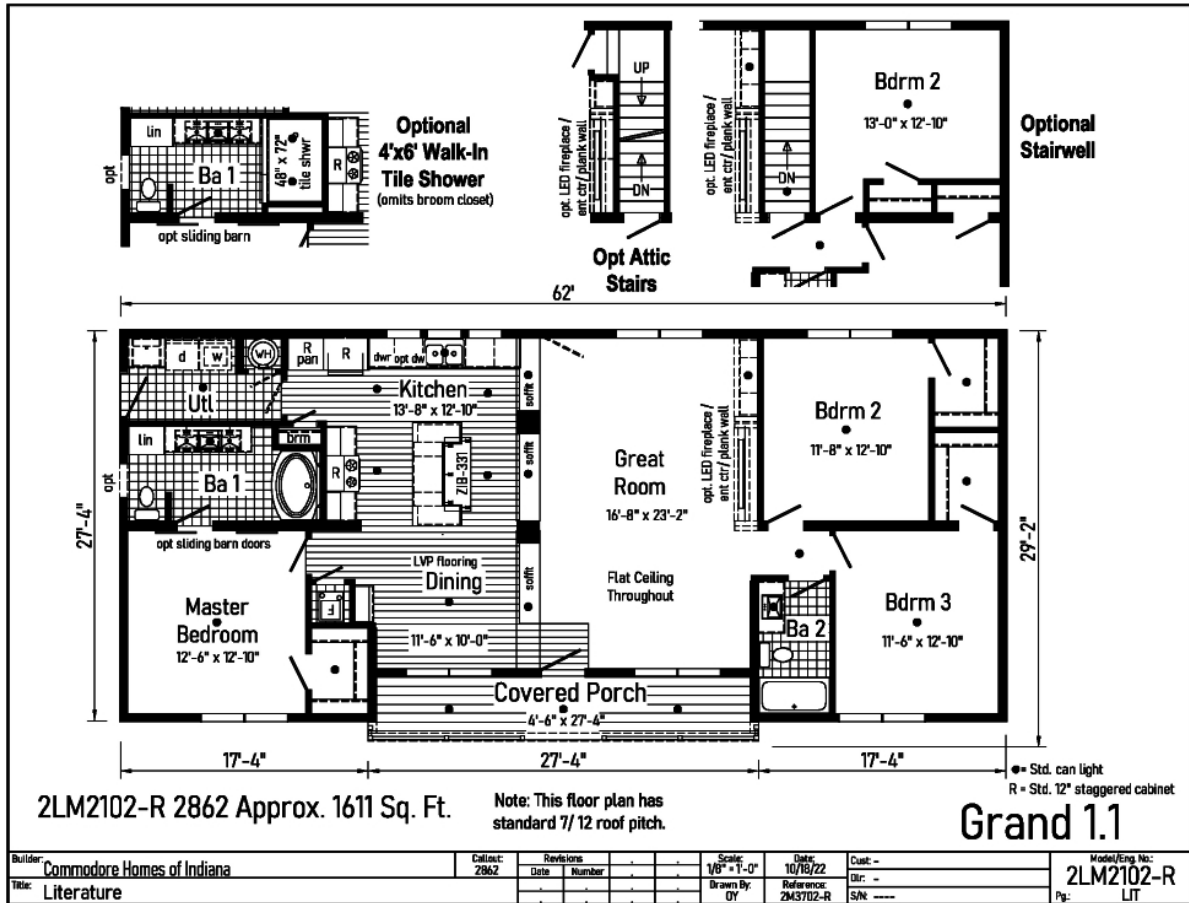 lin
Ba 1
48" x 72"
tile shwr
R
opt
opt sliding barn
Optional
4'x6' Walk-In
Tile Shower
(omits broom closet)
opt. LED fireplace /
ent ctr/ plank wall
UP
DN
Opt Attic
Stairs
opt. LED fireplace /
ent ctr/ plank wall
DN
Bdrm 2
13'-0" x 12'-10"
Optional
Stairwell
62'
27'-4"
29'-2"
d
w
WH
Utl
R
pan
R
dwr
opt dw
Kitchen
13'-8" x 12'-10"
soffit
soffit
soffit
lin
brm
Ba 1
R
ZIB-331
opt
opt sliding barn doors
Great
Room
16'-8" x 23'-2"
Flat Ceiling
Throughout
opt. LED fireplace /
ent ctr/ plank wall
Bdrm 2
11'-8" x 12'-10"
LVP flooring
Dining
11'-6" x 10'-0"
F
Master
Bedroom
12'-6" x 12'-10"
Ba 2
Bdrm 3
11'-6" x 12'-10"
Covered Porch
4'-6" x 27'-4"
17'-4"
27'-4"
17'-4"
● = Std. can light
R = Std. 12" staggered cabinet
2LM2102-R 2862 Approx. 1611 Sq. Ft.
Note: This floor plan has
standard 7/12 roof pitch.
Grand 1.1
Builder: Commodore Homes of Indiana
Title: Literature
Callout:
2862
Revisions
Date Number
Scale:
1/8" = 1'-0"
Drawn By:
OY
Date:
10/18/22
Reference:
2M3702-R
Cust: -
Dlr: -
S/N: ----
Model/Eng. No.:
2LM2102-R
Pg.: LIT